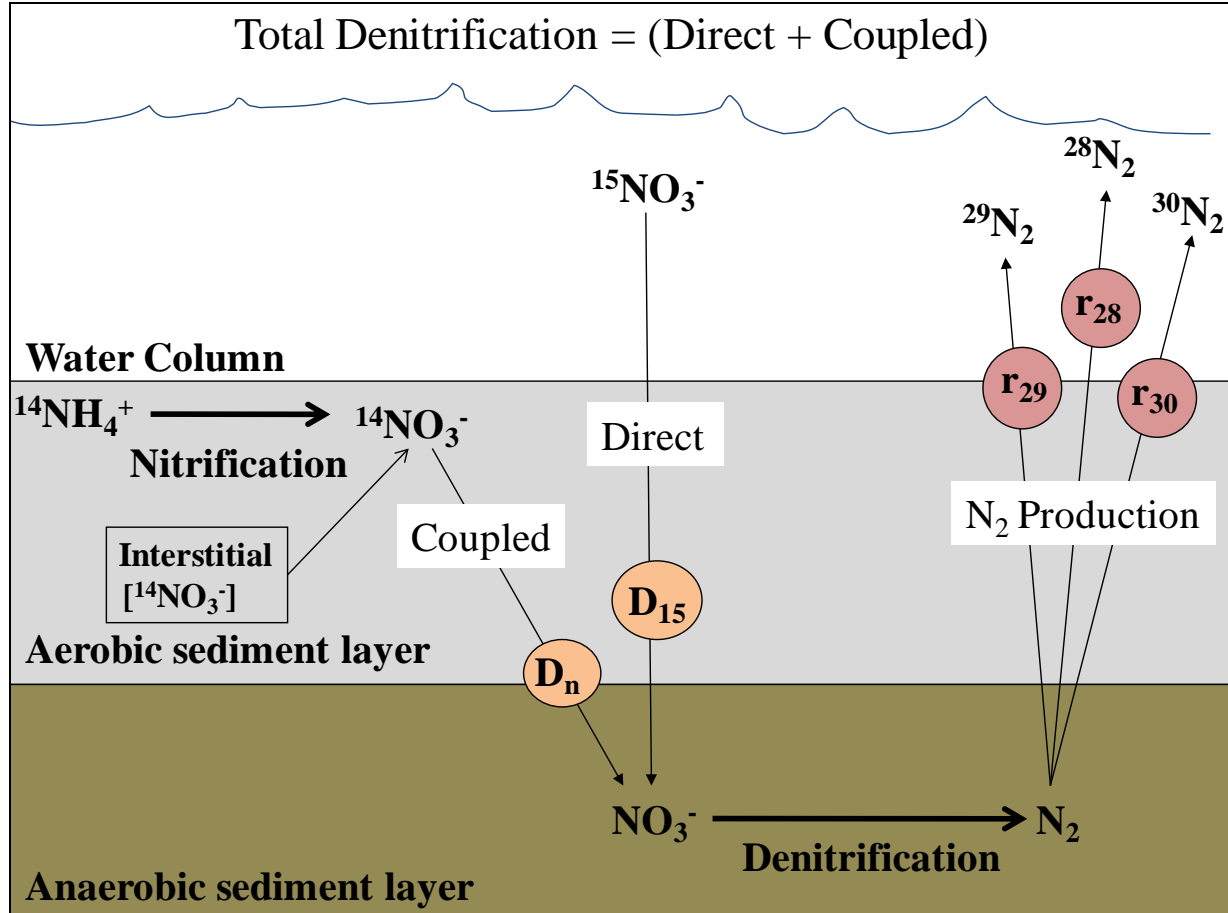 Total Denitrification = (Direct + Coupled)
²⁸N₂
¹⁵NO₃⁻
²⁹N₂
³⁰N₂
r₂₈
Water Column
r₂₉
r₃₀
¹⁴NH₄⁺
¹⁴NO₃⁻
Nitrification
Direct
Coupled
N₂ Production
Interstitial
[¹⁴NO₃⁻]
D₁₅
Aerobic sediment layer
Dₙ
NO₃⁻
N₂
Denitrification
Anaerobic sediment layer